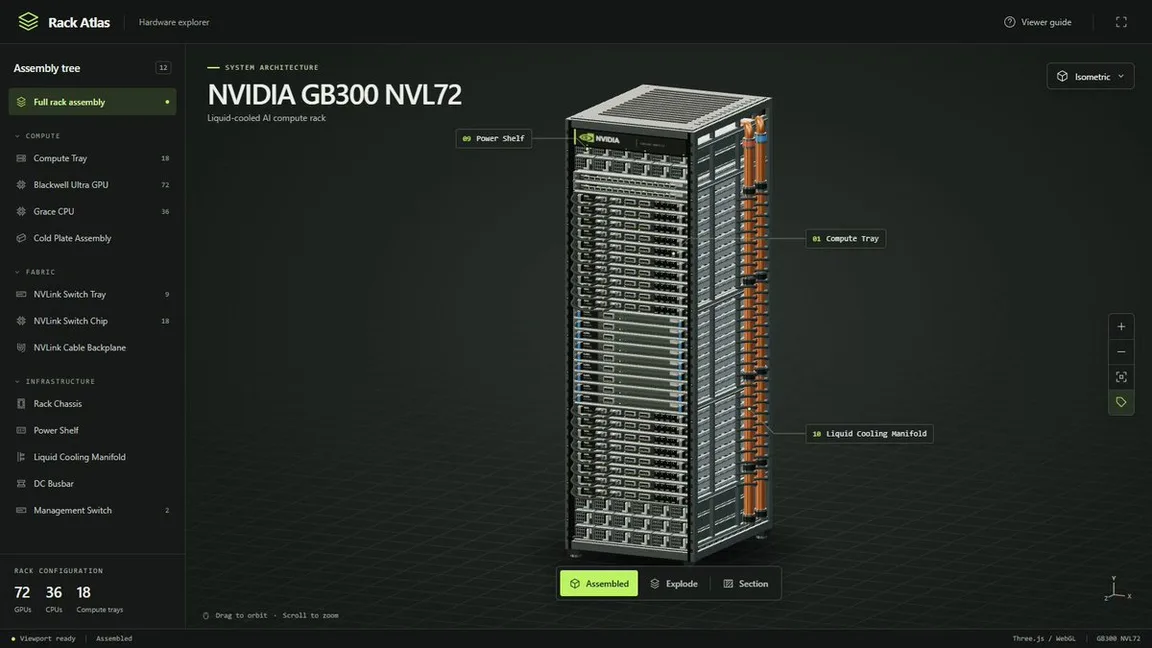 Rack Atlas
Hardware explorer
Viewer guide
Assembly tree
12
Full rack assembly
COMPUTE
Compute Tray 18
Blackwell Ultra GPU 72
Grace CPU 36
Cold Plate Assembly
FABRIC
NVLink Switch Tray 9
NVLink Switch Chip 18
NVLink Cable Backplane
INFRASTRUCTURE
Rack Chassis
Power Shelf
Liquid Cooling Manifold
DC Busbar
Management Switch 2
RACK CONFIGURATION
72 36 18
GPUs CPUs Compute trays
SYSTEM ARCHITECTURE
NVIDIA GB300 NVL72
Liquid-cooled AI compute rack
Isometric
09 Power Shelf
NVIDIA
01 Compute Tray
10 Liquid Cooling Manifold
Assembled
Explode
Section
Drag to orbit · Scroll to zoom
Y
Z
X
Viewport ready
Assembled
Three.js / WebGL
GB300 NVL72